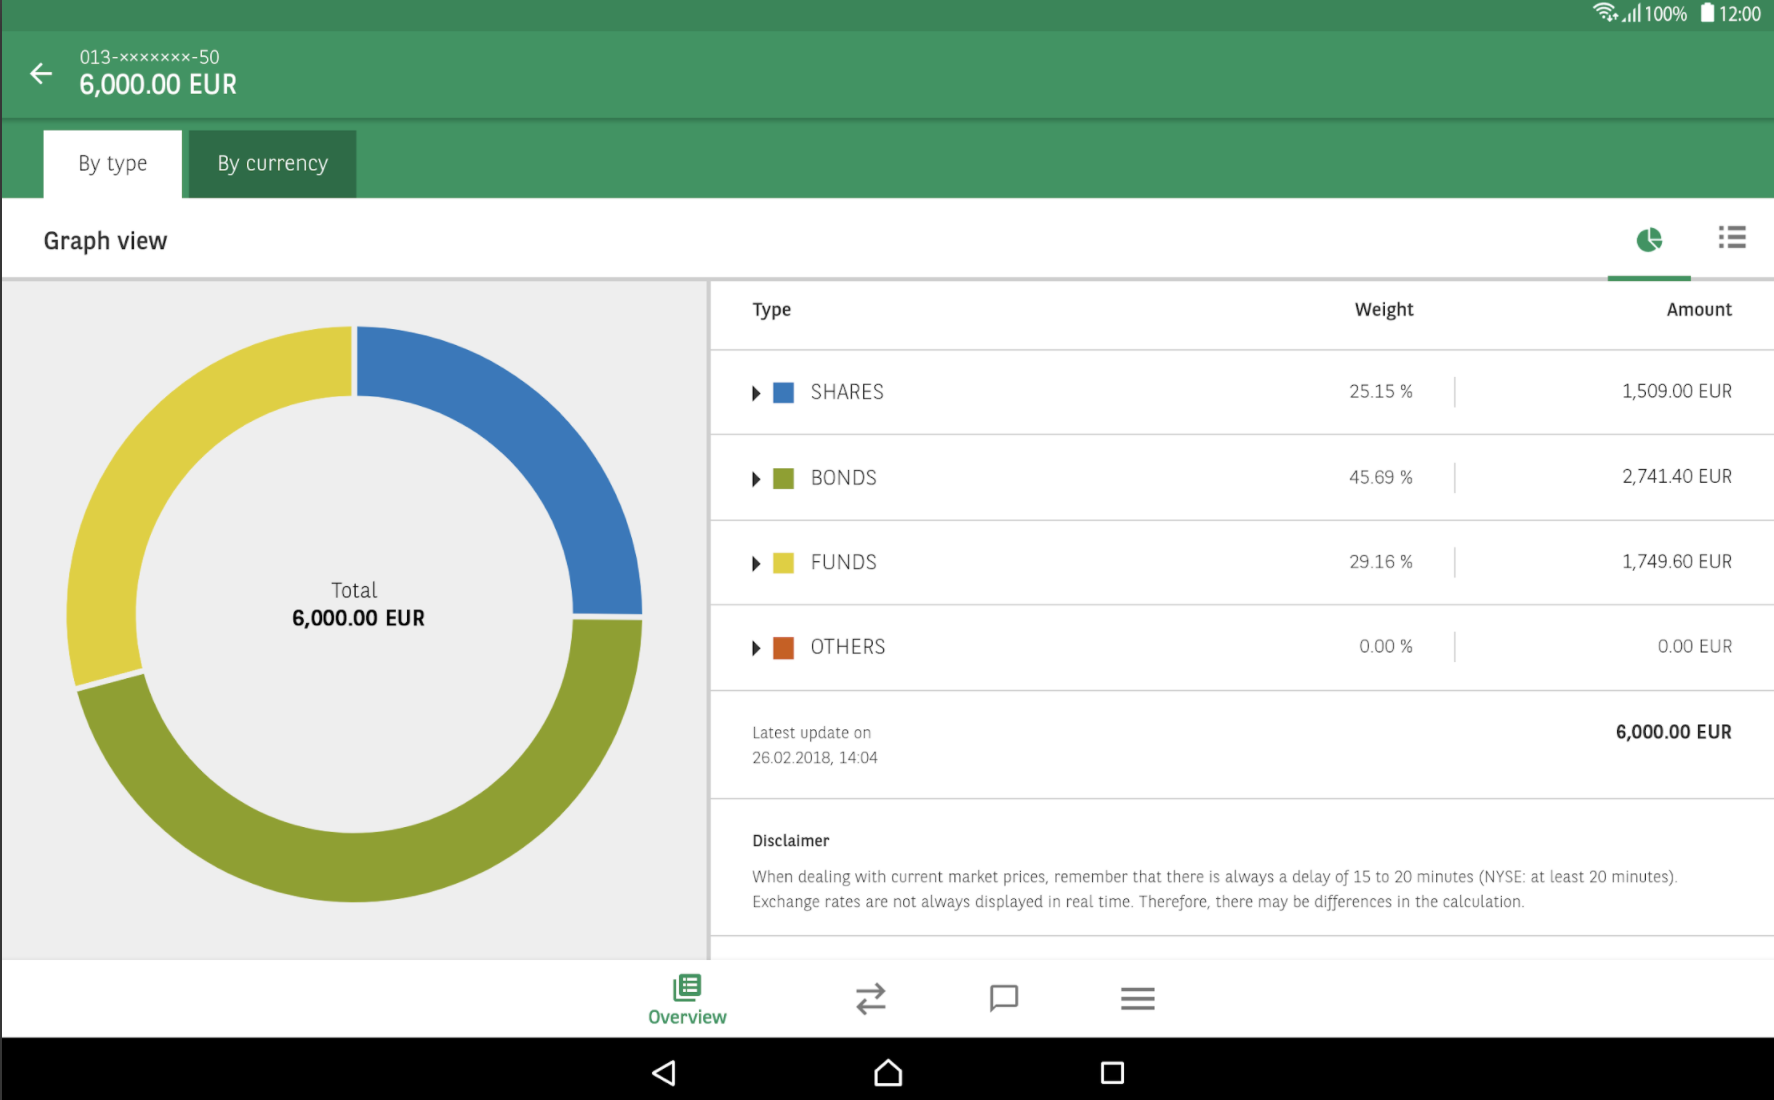 100% 12:00
013-×××××××-50
6,000.00 EUR
By type By currency
Graph view
Total
6,000.00 EUR
Type Weight Amount
SHARES 25.15 % 1,509.00 EUR
BONDS 45.69 % 2,741.40 EUR
FUNDS 29.16 % 1,749.60 EUR
OTHERS 0.00 % 0.00 EUR
Latest update on 6,000.00 EUR
26.02.2018, 14:04
Disclaimer
When dealing with current market prices, remember that there is always a delay of 15 to 20 minutes (NYSE: at least 20 minutes).
Exchange rates are not always displayed in real time. Therefore, there may be differences in the calculation.
Overview